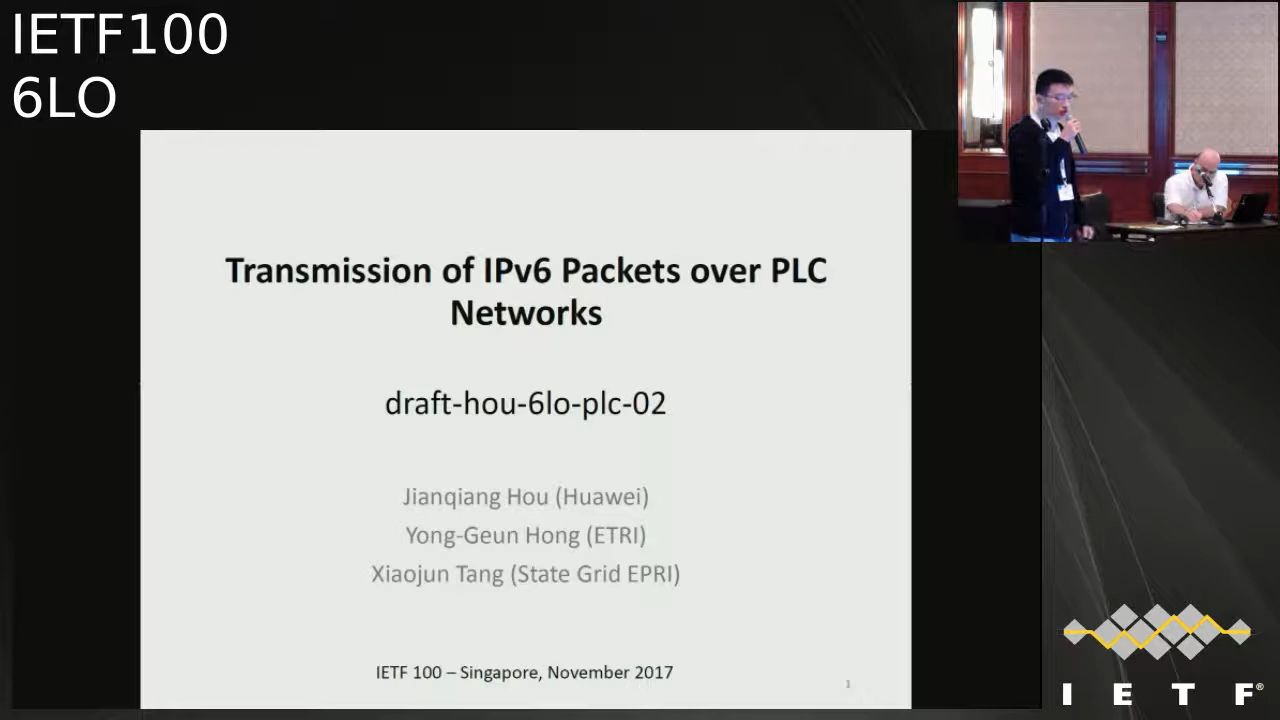 IETF100
6LO
Transmission of IPv6 Packets over PLC
Networks
draft-hou-6lo-plc-02
Jianqiang Hou (Huawei)
Yong-Geun Hong (ETRI)
Xiaojun Tang (State Grid EPRI)
IETF 100 – Singapore, November 2017
1
I E T F®